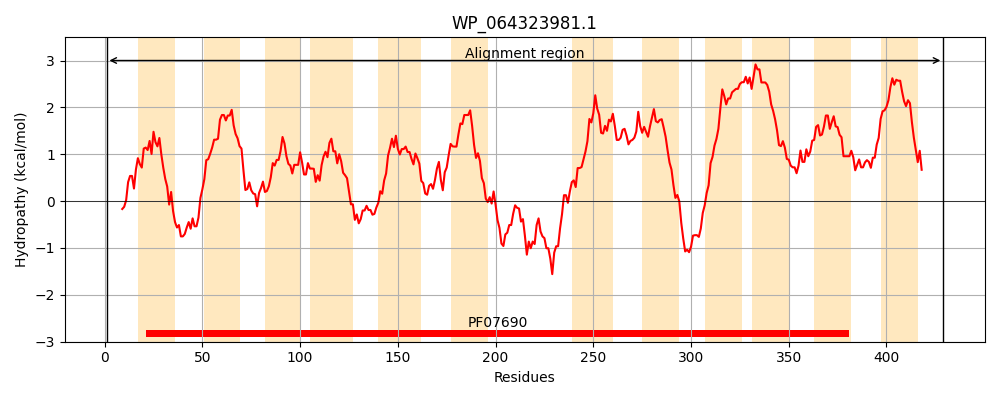 WP_064323981.1
Alignment region
3
2
1
0
−1
−2
−3
Hydropathy (kcal/mol)
PF07690
0 50 100 150 200 250 300 350 400
Residues